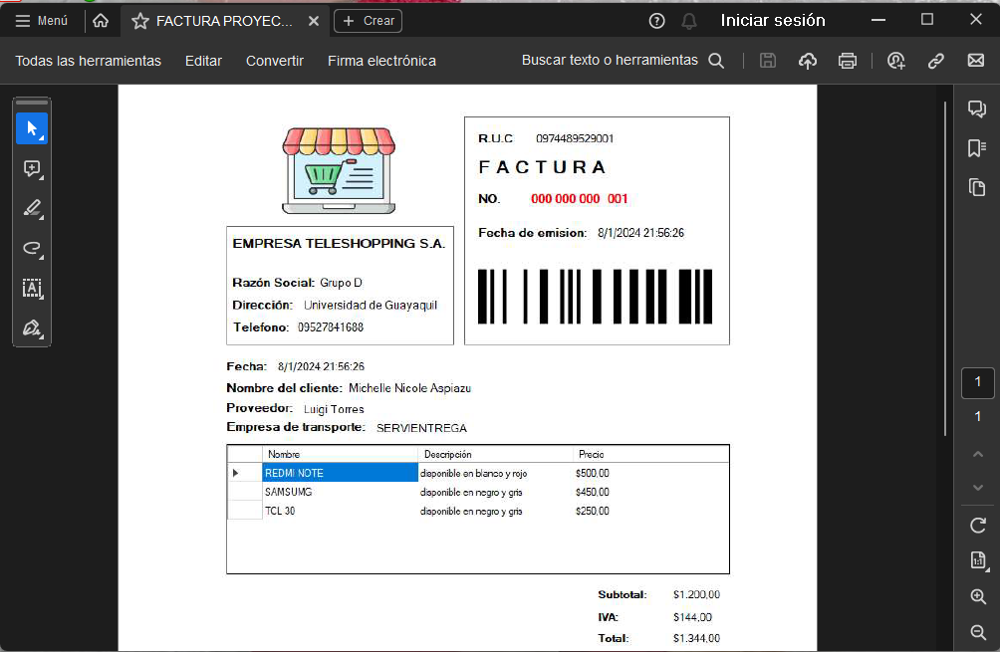 Menú
FACTURA PROYEC...
Crear
Iniciar sesión
Todas las herramientas Editar Convertir Firma electrónica
Buscar texto o herramientas
R.U.C 0974489529001
FACTURA
NO. 000 000 000 001
Fecha de emision: 8/1/2024 21:56:26
EMPRESA TELESHOPPING S.A.
Razón Social: Grupo D
Dirección: Universidad de Guayaquil
Telefono: 09527841688
Fecha: 8/1/2024 21:56:26
Nombre del cliente: Michelle Nicole Aspiazu
Proveedor: Luigi Torres
Empresa de transporte: SERVIENTREGA
Nombre Descripción Precio
REDMI NOTE disponible en blanco y rojo $500,00
SAMSUMG disponible en negro y gris $450,00
TCL 30 disponible en negro y gris $250,00
Subtotal: $1.200,00
IVA: $144,00
Total: $1.344,00
1
1